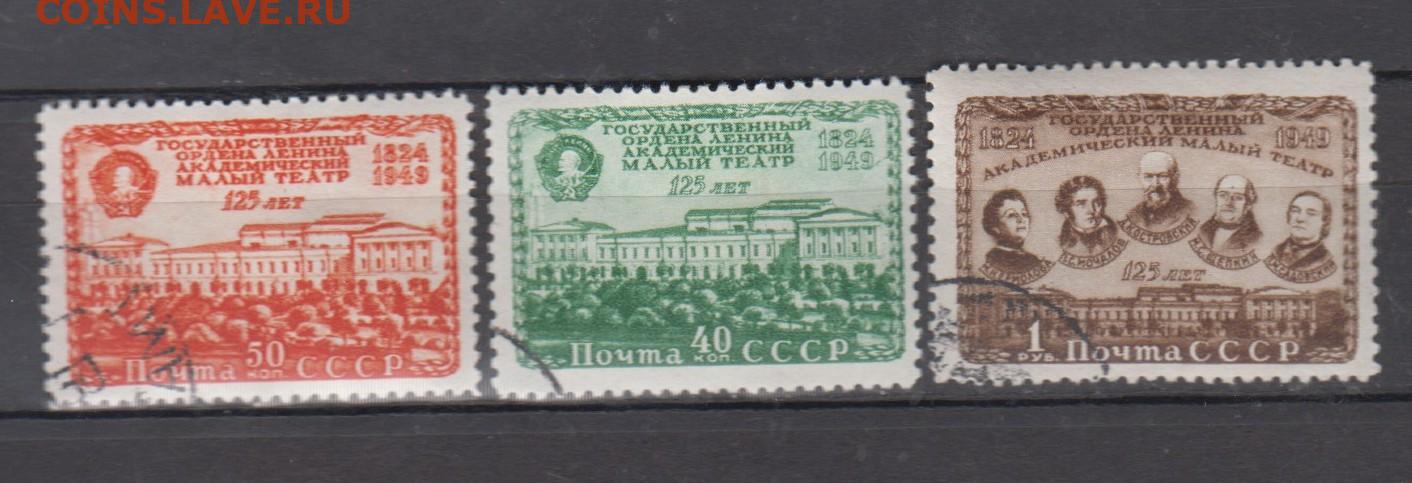 COINS.LAVE.RU
ГОСУДАРСТВЕННЫЙ
ОРДЕНА ЛЕНИНА
АКАДЕМИЧЕСКИЙ
МАЛЫЙ ТЕАТР
1824
1949
125 ЛЕТ
Почта 50 КОП СССР
ГОСУДАРСТВЕННЫЙ
ОРДЕНА ЛЕНИНА
АКАДЕМИЧЕСКИЙ
МАЛЫЙ ТЕАТР
1824
1949
125 ЛЕТ
Почта 40 КОП СССР
1824 ГОСУДАРСТВЕННЫЙ 1949
ОРДЕНА ЛЕНИНА
АКАДЕМИЧЕСКИЙ МАЛЫЙ ТЕАТР
П.С.МОЧАЛОВ
А.Н.ОСТРОВСКИЙ
М.С.ЩЕПКИН
125 ЛЕТ
1 РУБ. Почта СССР